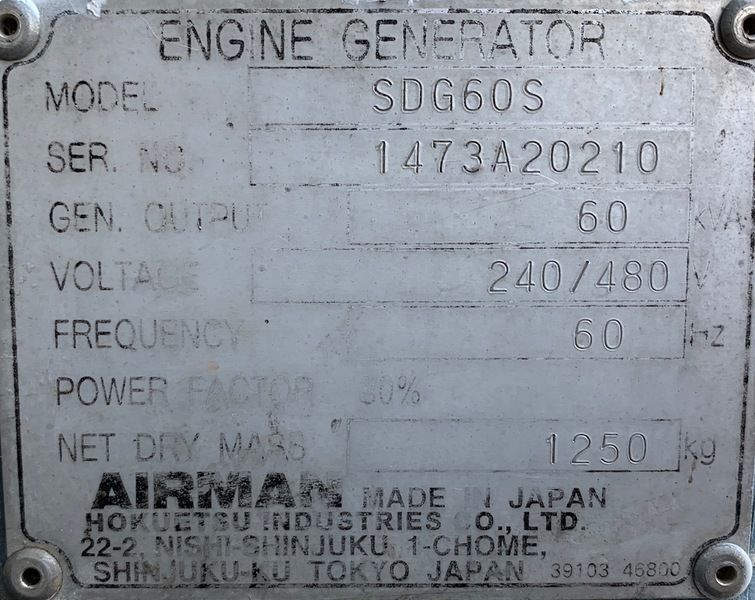 ENGINE GENERATOR
MODEL SDG60S
SER. NO. 1473A20210
GEN. OUTPUT 60 kVA
VOLTAGE 240/480 V
FREQUENCY 60 Hz
POWER FACTOR 80%
NET DRY MASS 1250 kg
AIRMAN MADE IN JAPAN
HOKUETSU INDUSTRIES CO., LTD.
22-2, NISHI-SHINJUKU, 1-CHOME,
SHINJUKU-KU TOKYO JAPAN 39103 46800